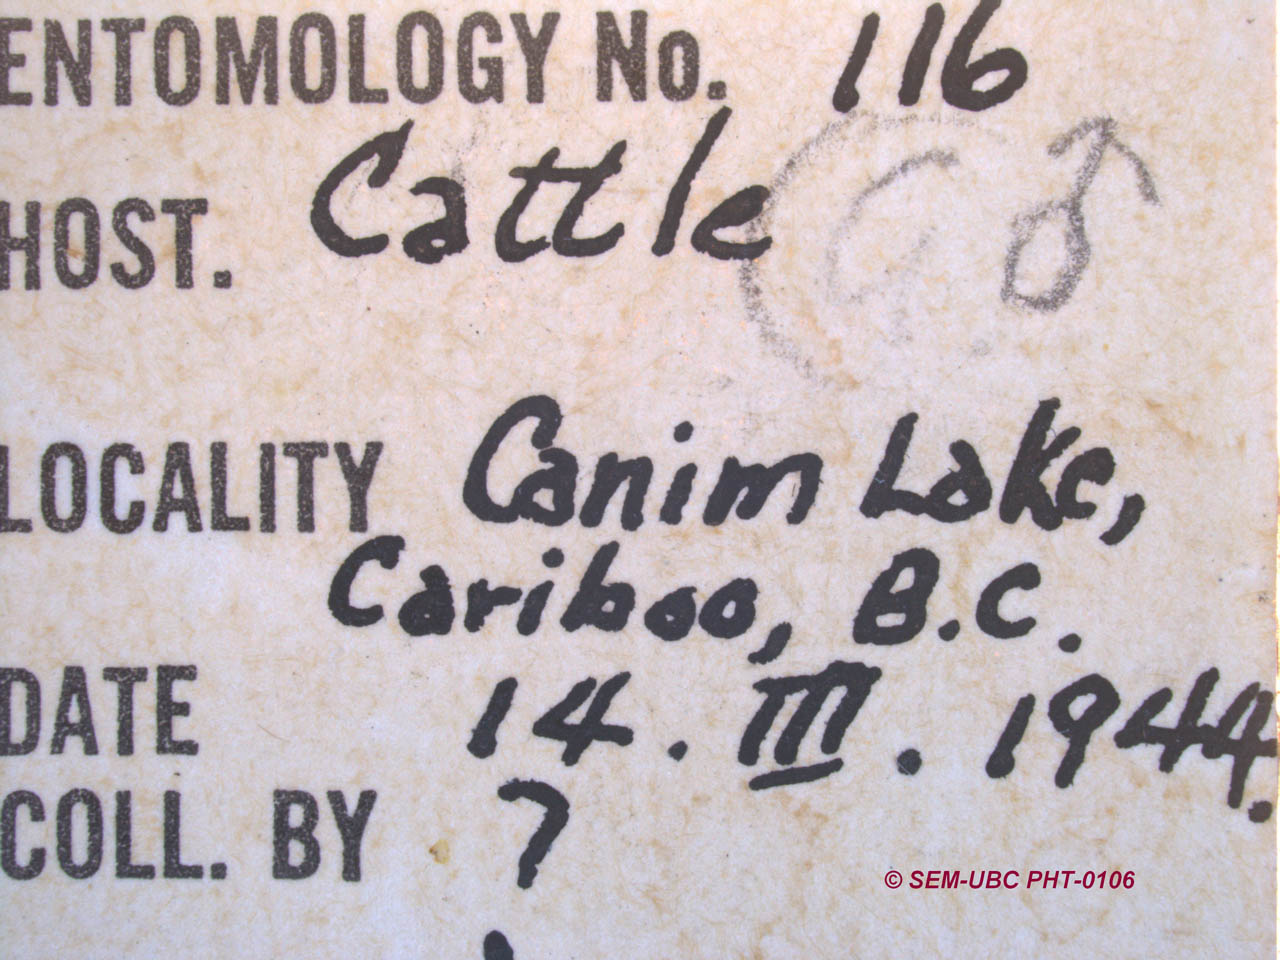 ENTOMOLOGY No. 116
HOST. Cattle ♂
LOCALITY Canim Lake,
Cariboo, B.C.
DATE 14. III. 1944.
COLL. BY ?
© SEM-UBC PHT-0106